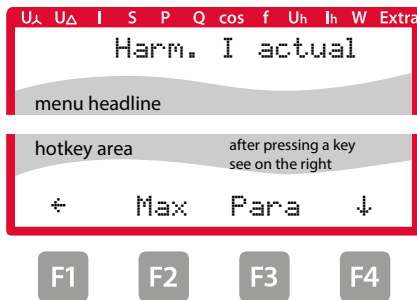 U⅄ U△ I S P Q cos f Uh Ih W Extra
Harm. I actual
menu headline
hotkey area
after pressing a key
see on the right
← Max Para ↓
F1 F2 F3 F4